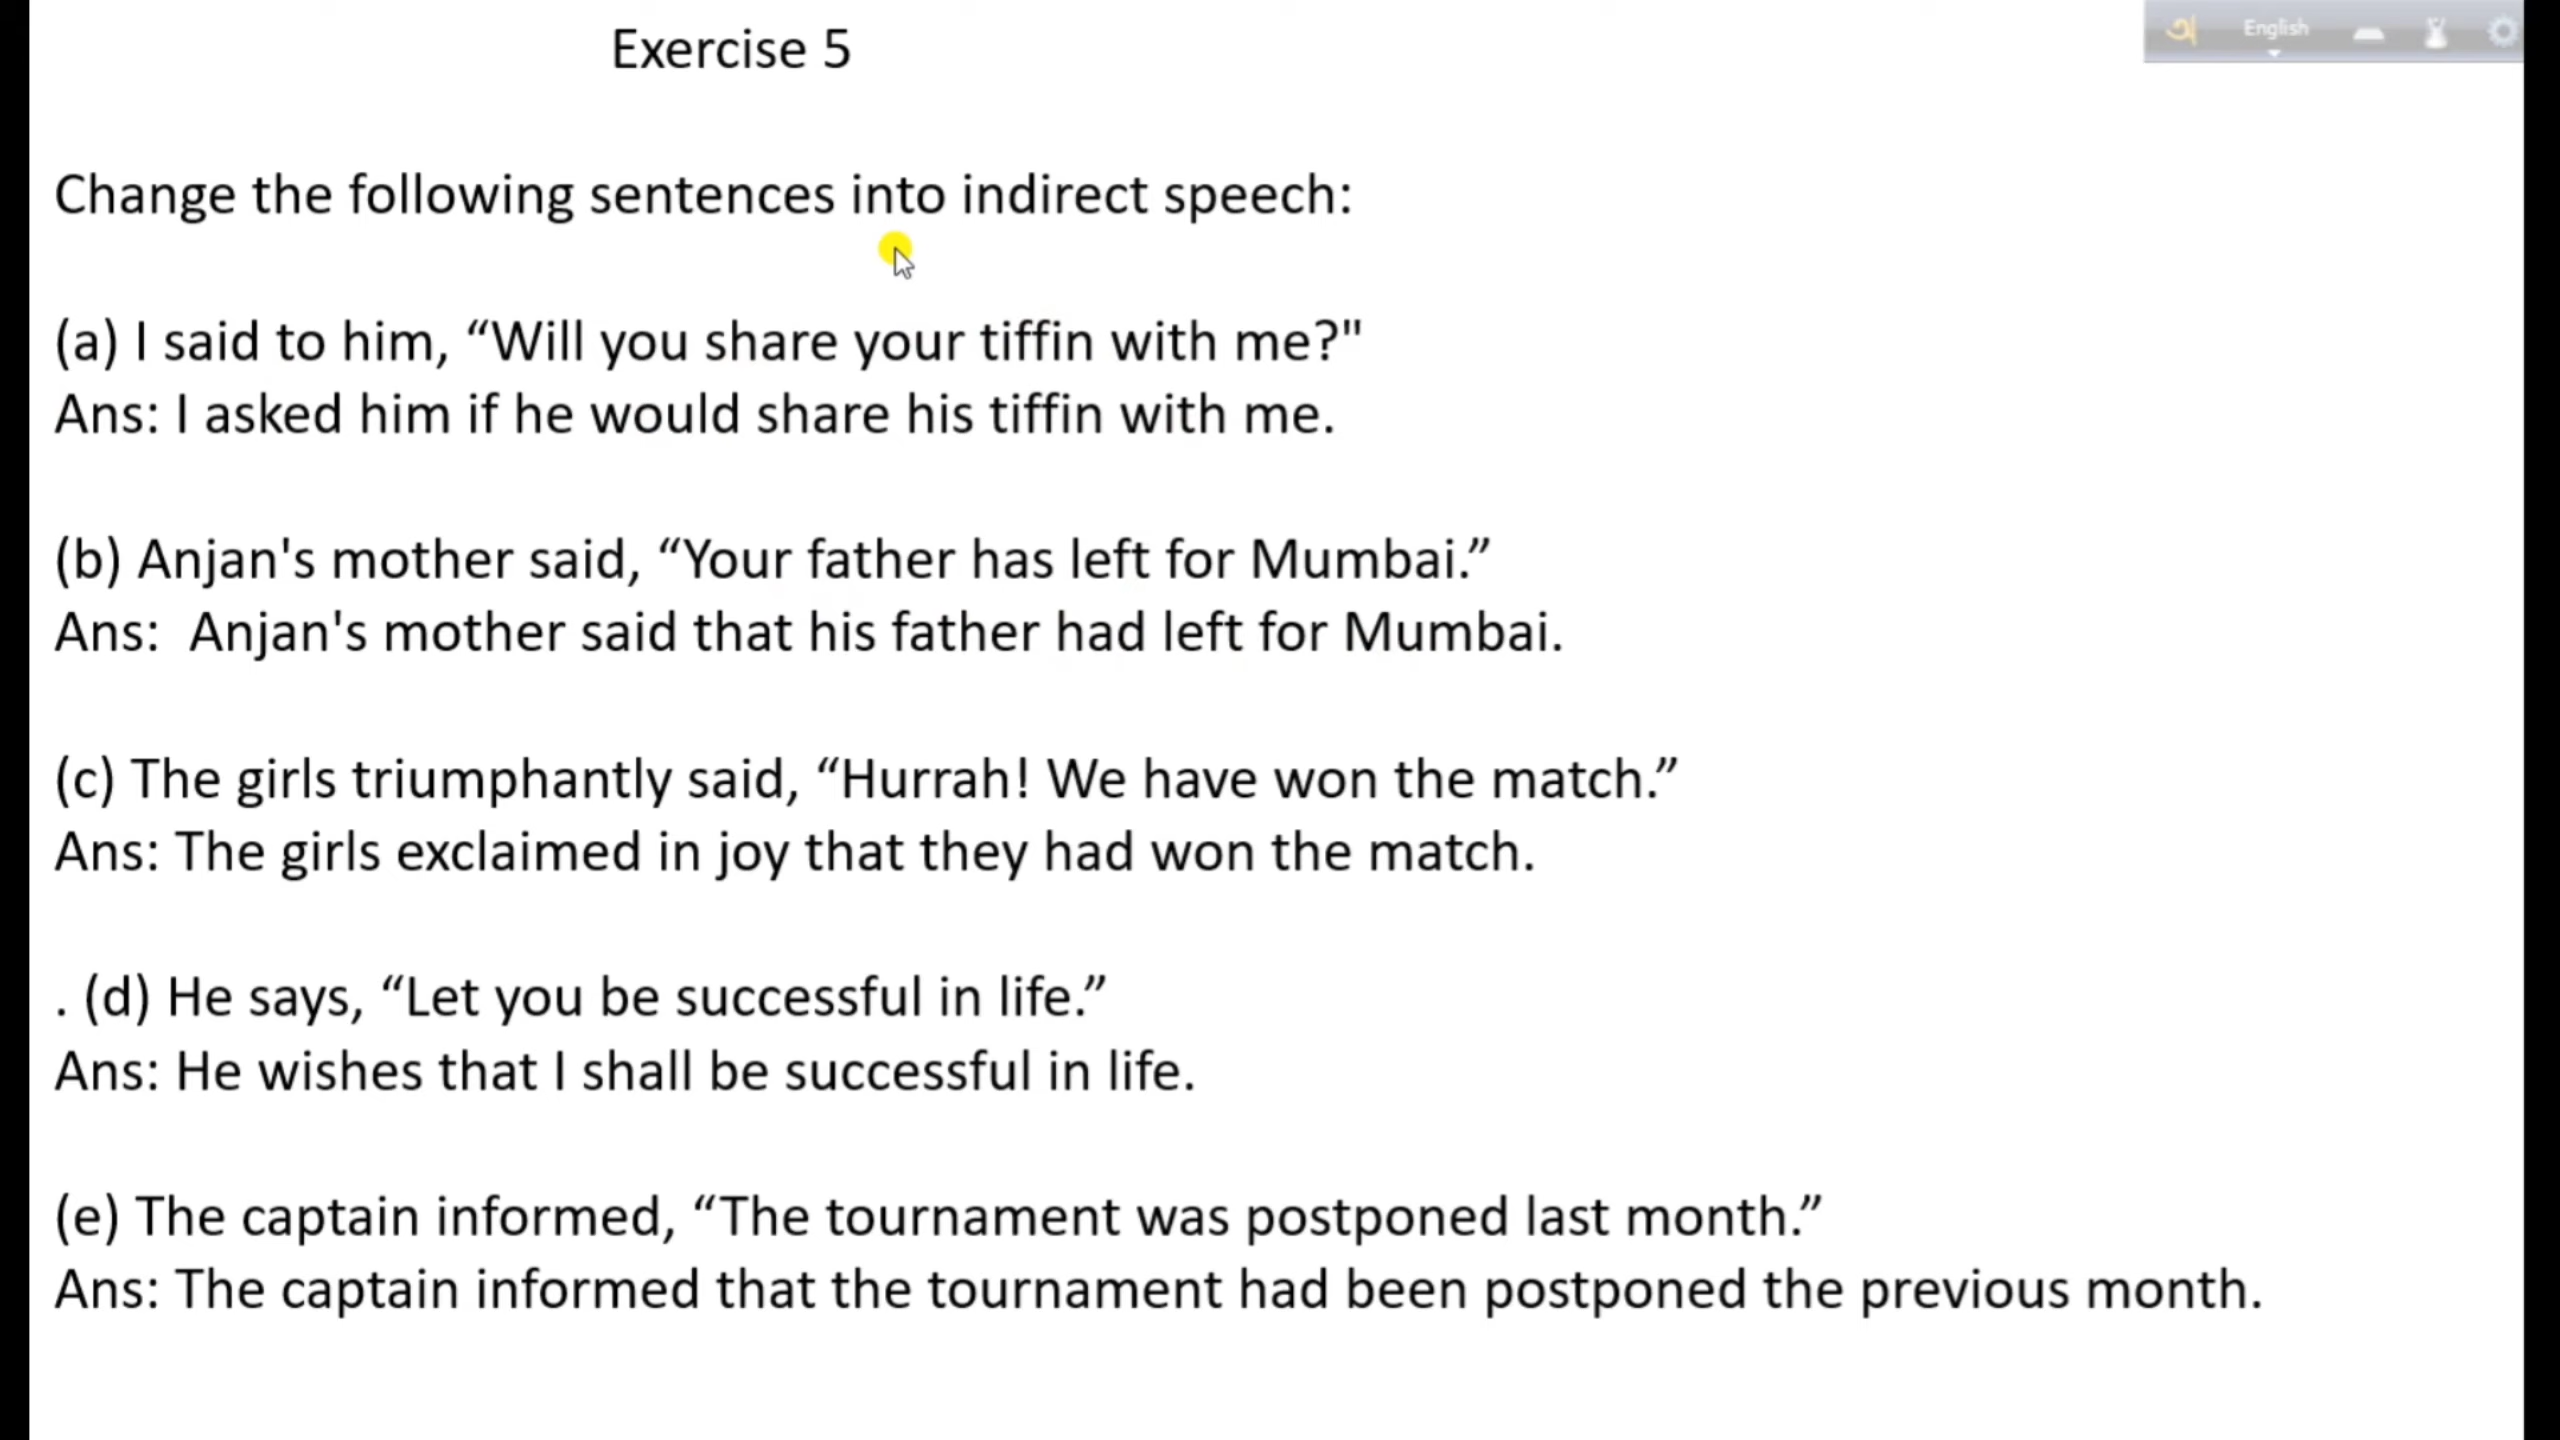 Exercise 5
English
Change the following sentences into indirect speech:
(a) I said to him, “Will you share your tiffin with me?"
Ans: I asked him if he would share his tiffin with me.
(b) Anjan's mother said, “Your father has left for Mumbai.”
Ans:  Anjan's mother said that his father had left for Mumbai.
(c) The girls triumphantly said, “Hurrah! We have won the match.”
Ans: The girls exclaimed in joy that they had won the match.
. (d) He says, “Let you be successful in life.”
Ans: He wishes that I shall be successful in life.
(e) The captain informed, “The tournament was postponed last month.”
Ans: The captain informed that the tournament had been postponed the previous month.